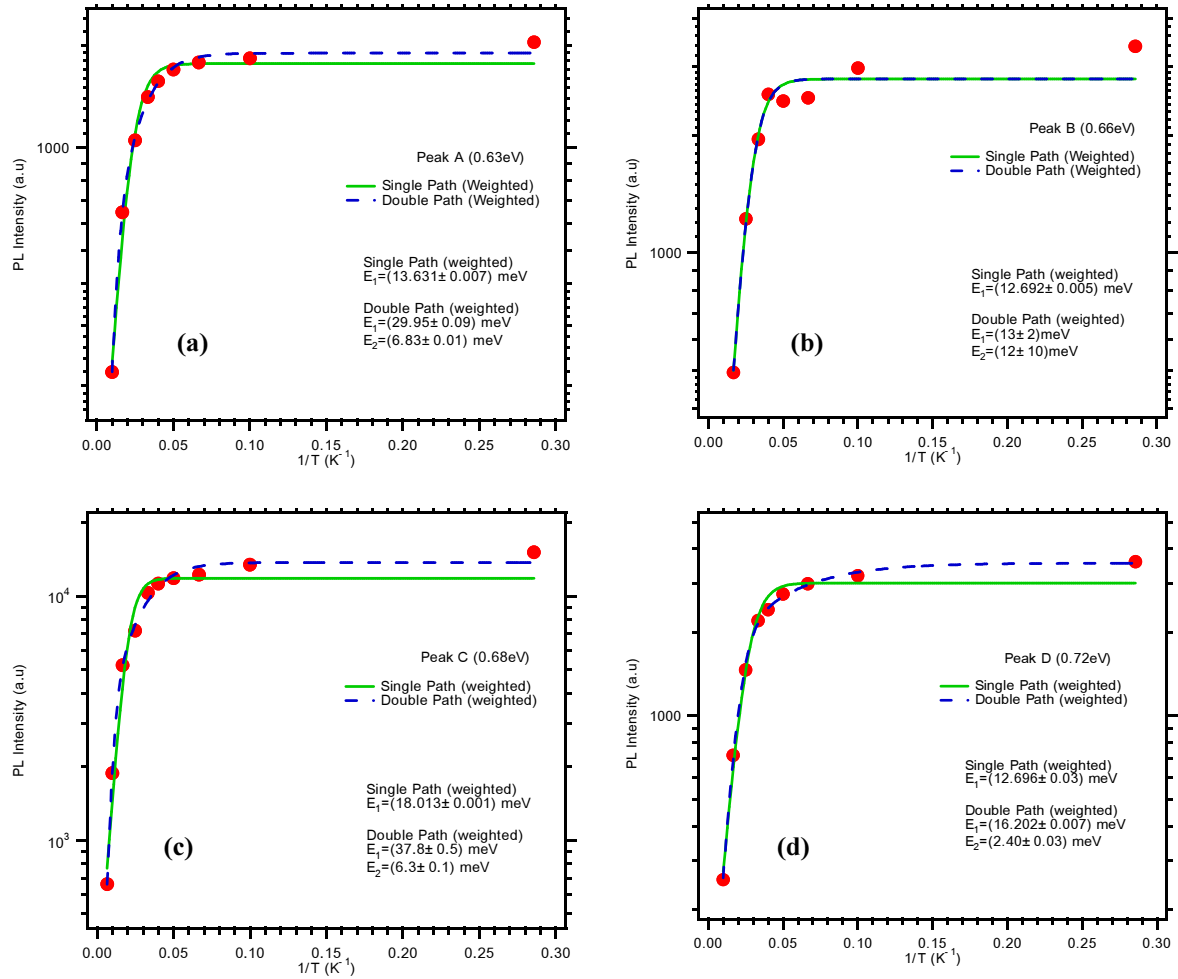 PL Intensity (a.u)
1000
Peak A (0.63eV)
Single Path (Weighted)
Double Path (Weighted)
Single Path (weighted)
E1=(13.631± 0.007) meV
Double Path (weighted)
E1=(29.95± 0.09) meV
E2=(6.83± 0.01) meV
(a)
0.00 0.05 0.10 0.15 0.20 0.25 0.30
1/T (K-1)
PL Intensity (a.u)
1000
Peak B (0.66eV)
Single Path (Weighted)
Double Path (Weighted)
Single Path (weighted)
E1=(12.692± 0.005) meV
Double Path (weighted)
E1=(13± 2)meV
E2=(12± 10)meV
(b)
0.00 0.05 0.10 0.15 0.20 0.25 0.30
1/T (K-1)
PL Intensity (a.u)
10^4
10^3
Peak C (0.68eV)
Single Path (weighted)
Double Path (weighted)
Single Path (weighted)
E1=(18.013± 0.001) meV
Double Path (weighted)
E1=(37.8± 0.5) meV
E2=(6.3± 0.1) meV
(c)
0.00 0.05 0.10 0.15 0.20 0.25 0.30
1/T (K-1)
PL Intensity (a.u)
1000
Peak D (0.72eV)
Single Path (weighted)
Double Path (weighted)
Single Path (weighted)
E1=(12.696± 0.03) meV
Double Path (weighted)
E1=(16.202± 0.007) meV
E2=(2.40± 0.03) meV
(d)
0.00 0.05 0.10 0.15 0.20 0.25 0.30
1/T (K-1)